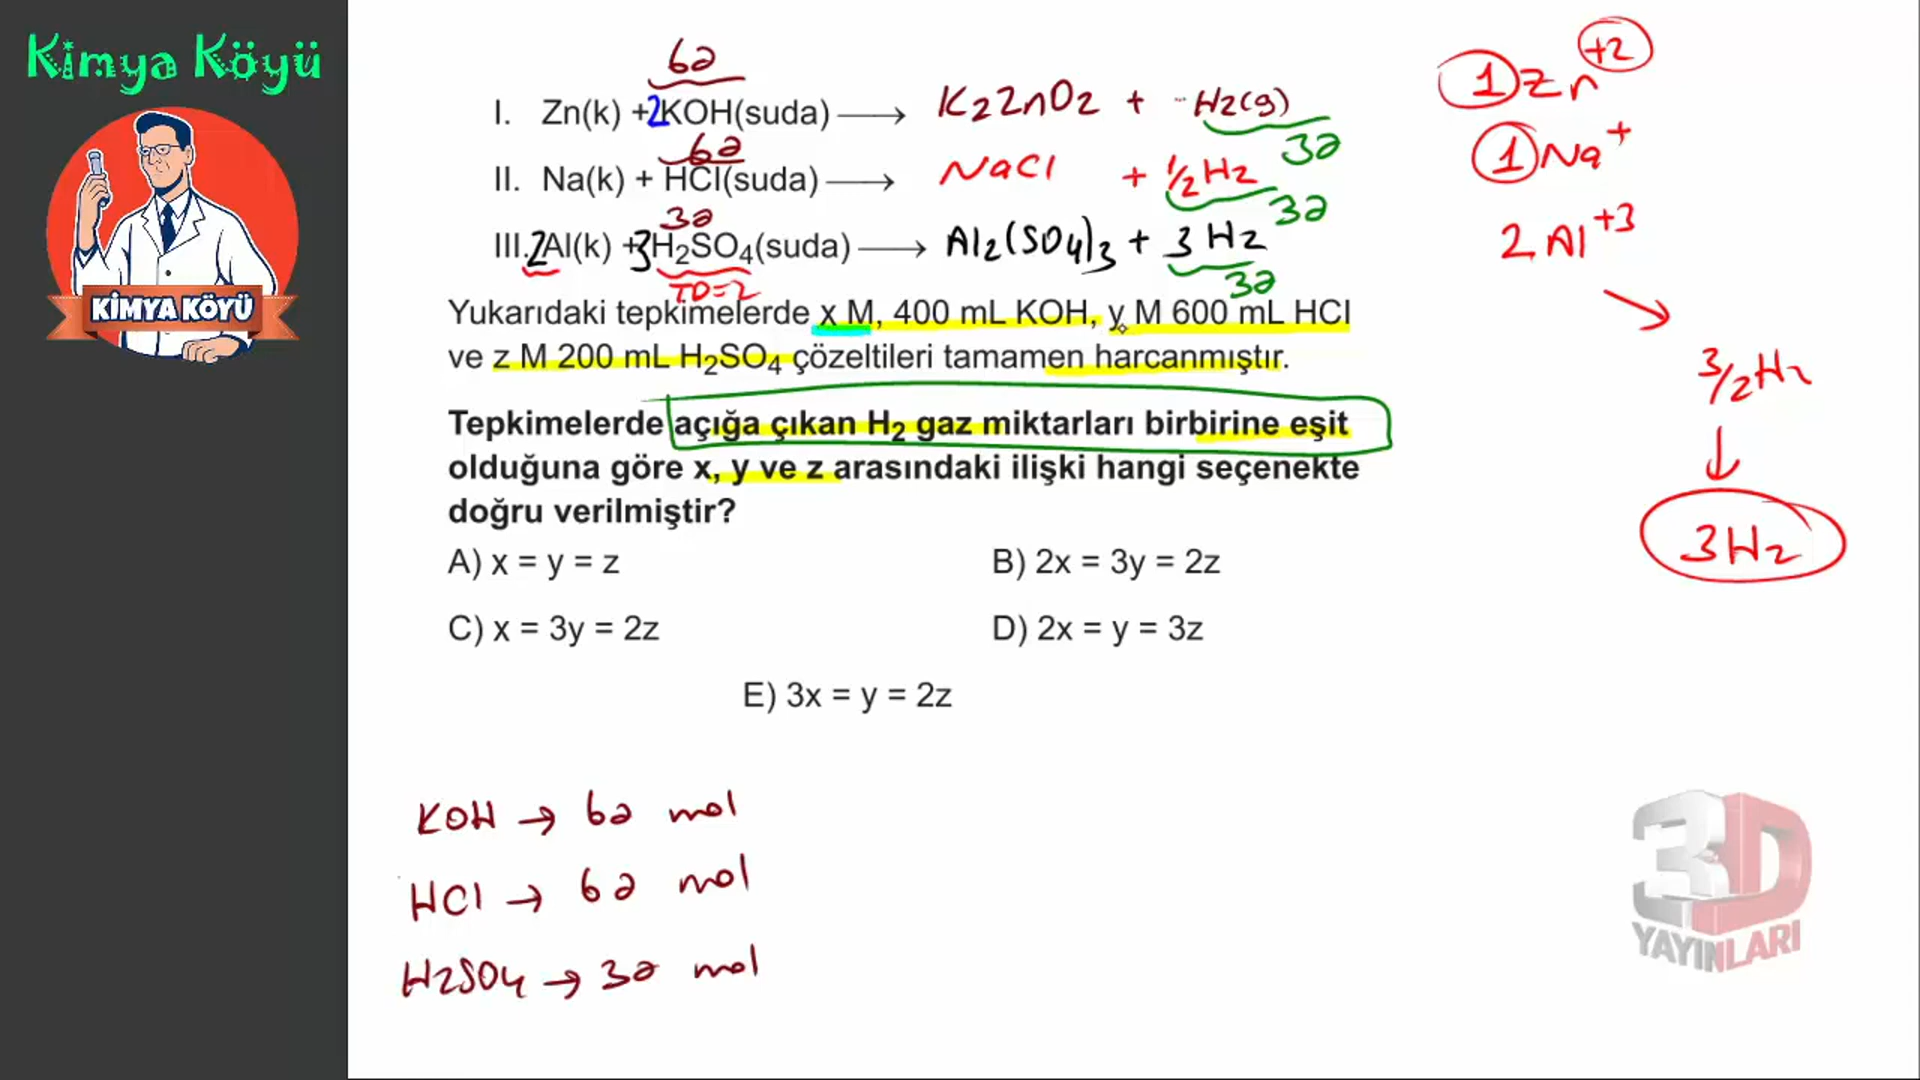 Kimya Köyü
KİMYA KÖYÜ
6a
I. Zn(k) + 2KOH(suda) ⟶ K2ZnO2 + H2(g)
3a
6a
II. Na(k) + HCl(suda) ⟶ NaCl + 1/2 H2
3a
3a
III. 2Al(k) + 3H₂SO₄(suda) ⟶ Al2(SO4)3 + 3H2
TD=2
3a
Yukarıdaki tepkimelerde x M, 400 mL KOH, y M 600 mL HCl
ve z M 200 mL H₂SO₄ çözeltileri tamamen harcanmıştır.
Tepkimelerde açığa çıkan H₂ gaz miktarları birbirine eşit
olduğuna göre x, y ve z arasındaki ilişki hangi seçenekte
doğru verilmiştir?
A) x = y = z
B) 2x = 3y = 2z
C) x = 3y = 2z
D) 2x = y = 3z
E) 3x = y = 2z
1 Zn+2
1 Na+
2 Al+3
3/2 H2
3H2
KOH → 6a mol
HCl → 6a mol
H2SO4 → 3a mol
3D
YAYINLARI